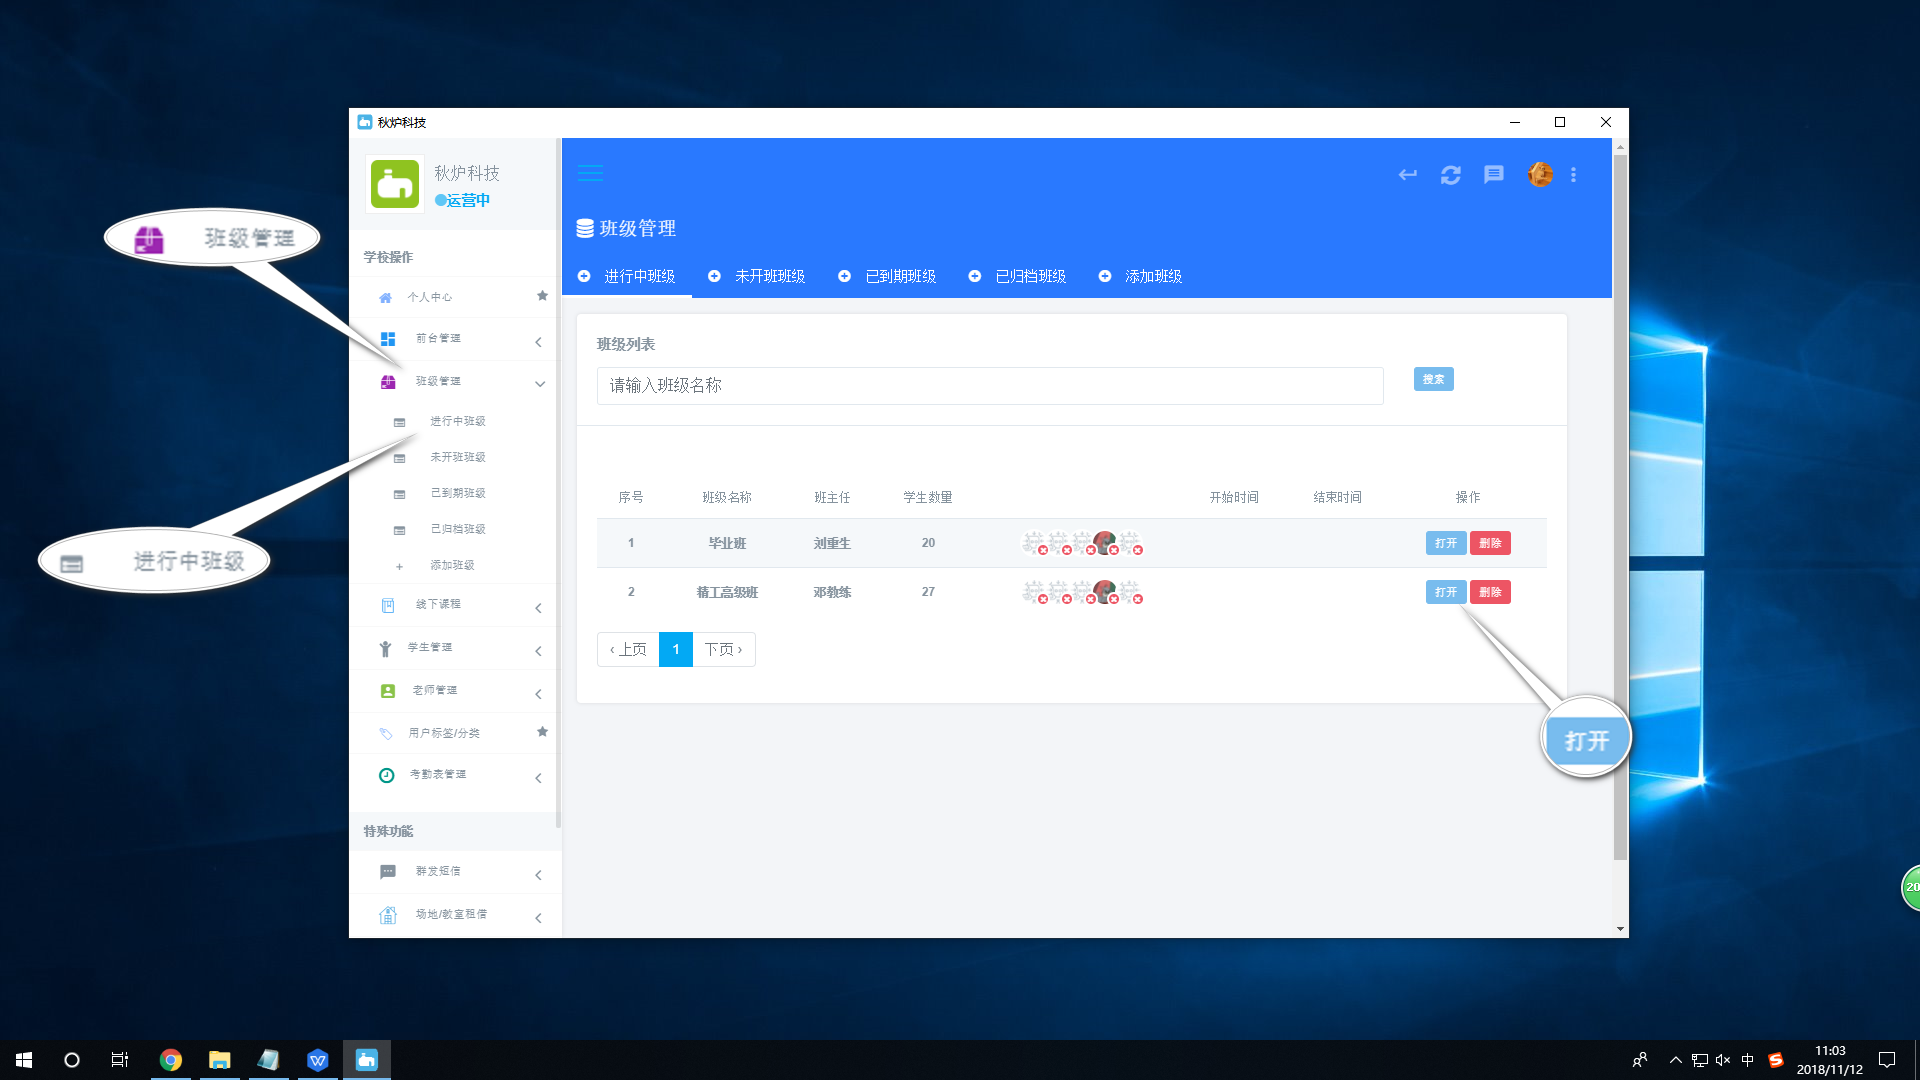 秋炉科技
秋炉科技
运营中
学校操作
个人中心
前台管理
班级管理
进行中班级
未开班班级
已到期班级
已归档班级
添加班级
线下课程
学生管理
老师管理
用户标签/分类
考勤表管理
特殊功能
群发短信
场地/教室租借
班级管理
进行中班级
班级管理
进行中班级 未开班班级 已到期班级 已归档班级 添加班级
班级列表
请输入班级名称 搜索
序号 班级名称 班主任 学生数量 开始时间 结束时间 操作
1 毕业班 刘重生 20 打开 删除
2 精工高级班 邓教练 27 打开 删除
‹ 上页 1 下页 ›
打开
20
中
11:03
2018/11/12